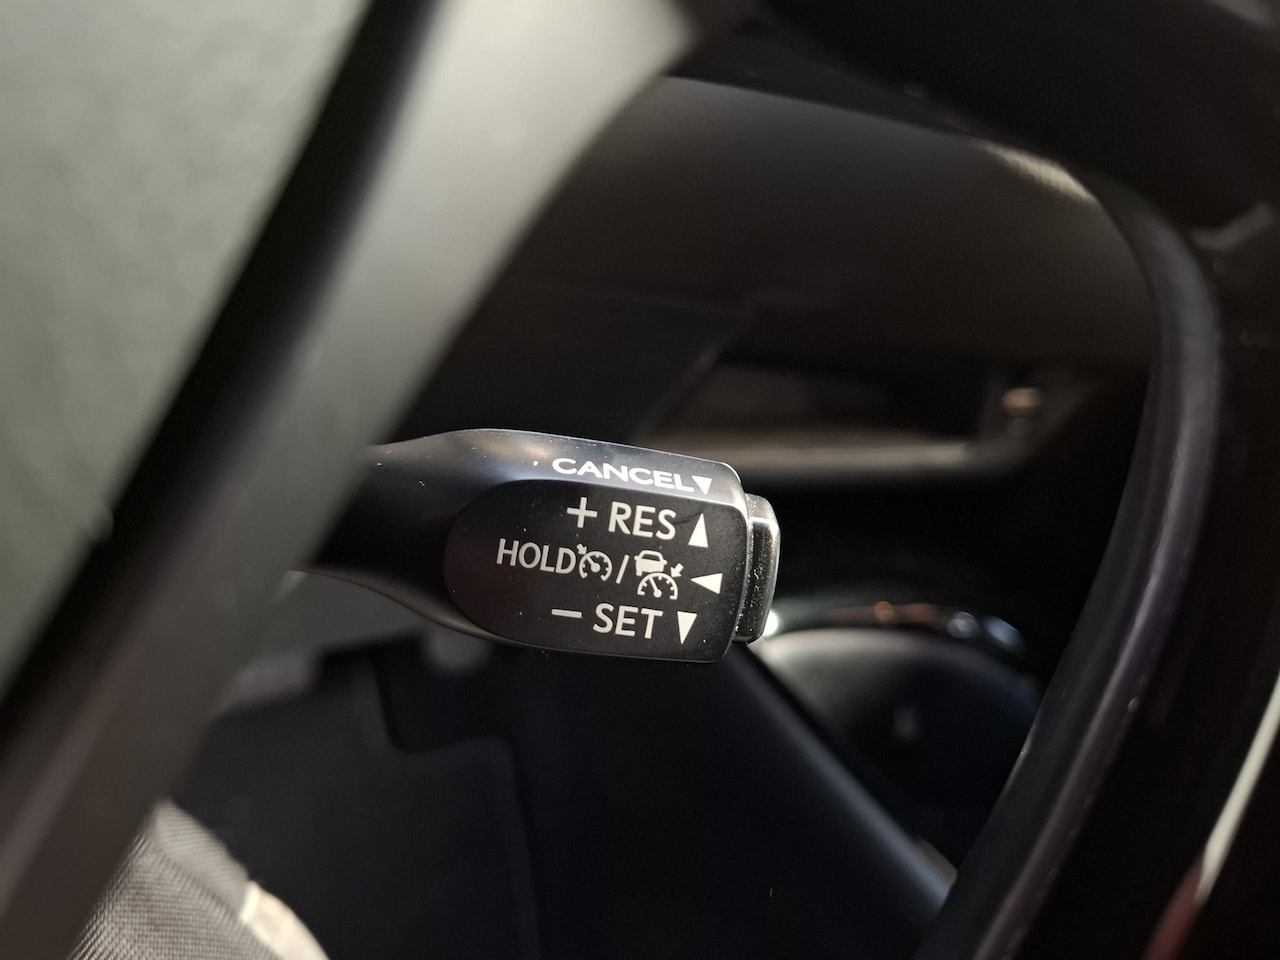 CANCEL▼
+ RES ▲
HOLD / ◀
− SET ▼